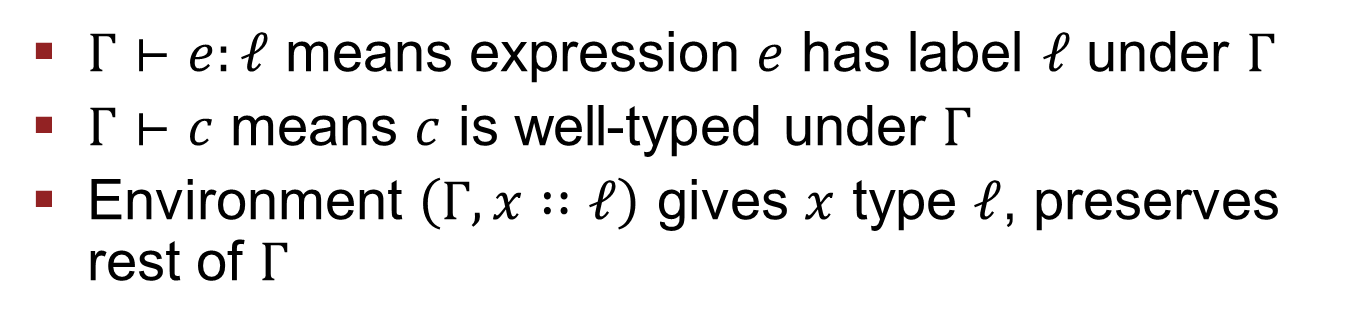 ▪ Γ ⊢ 𝑒: ℓ means expression 𝑒 has label ℓ under Γ
▪ Γ ⊢ 𝑐 means 𝑐 is well-typed under Γ
▪ Environment (Γ, 𝑥 ∷ ℓ) gives 𝑥 type ℓ, preserves
rest of Γ